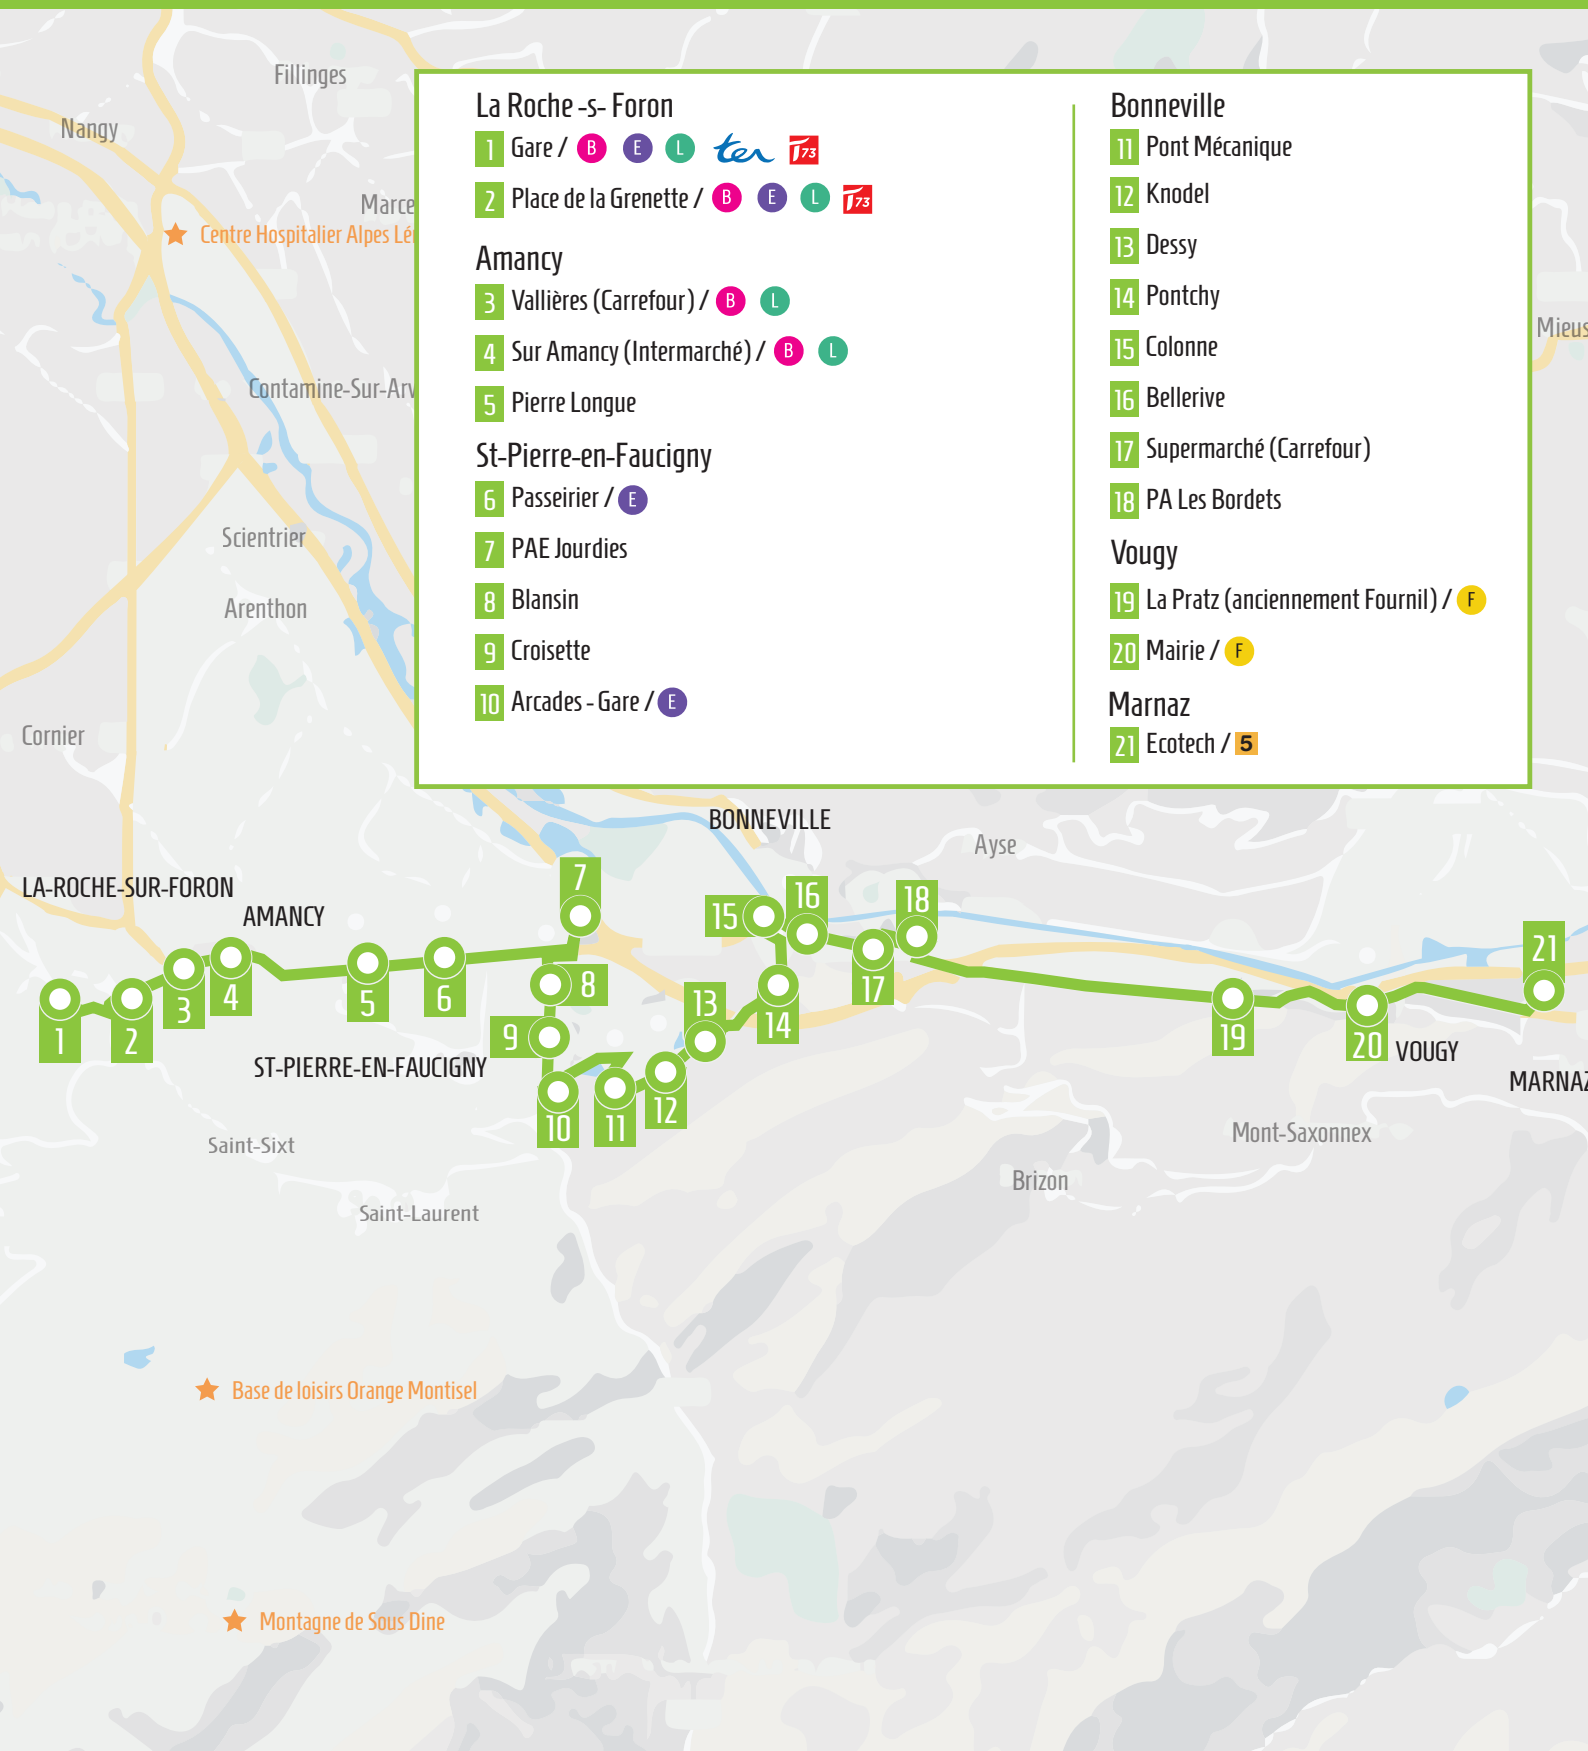 Fillinges
Nangy
Marce
Centre Hospitalier Alpes Lé
Contamine-Sur-Arv
Scientrier
Arenthon
Cornier
Mieus
La Roche -s- Foron
1 Gare / B E L ter T73
2 Place de la Grenette / B E L T73
Amancy
3 Vallières (Carrefour) / B L
4 Sur Amancy (Intermarché) / B L
5 Pierre Longue
St-Pierre-en-Faucigny
6 Passeirier / E
7 PAE Jourdies
8 Blansin
9 Croisette
10 Arcades - Gare / E
Bonneville
11 Pont Mécanique
12 Knodel
13 Dessy
14 Pontchy
15 Colonne
16 Bellerive
17 Supermarché (Carrefour)
18 PA Les Bordets
Vougy
19 La Pratz (anciennement Fournil) / F
20 Mairie / F
Marnaz
21 Ecotech / 5
BONNEVILLE
Ayse
LA-ROCHE-SUR-FORON
AMANCY
1
2
3
4
5
6
7
8
9
10
11
12
13
14
15
16
17
18
19
20
21
ST-PIERRE-EN-FAUCIGNY
VOUGY
MARNAZ
Saint-Sixt
Saint-Laurent
Mont-Saxonnex
Brizon
Base de loisirs Orange Montisel
Montagne de Sous Dine